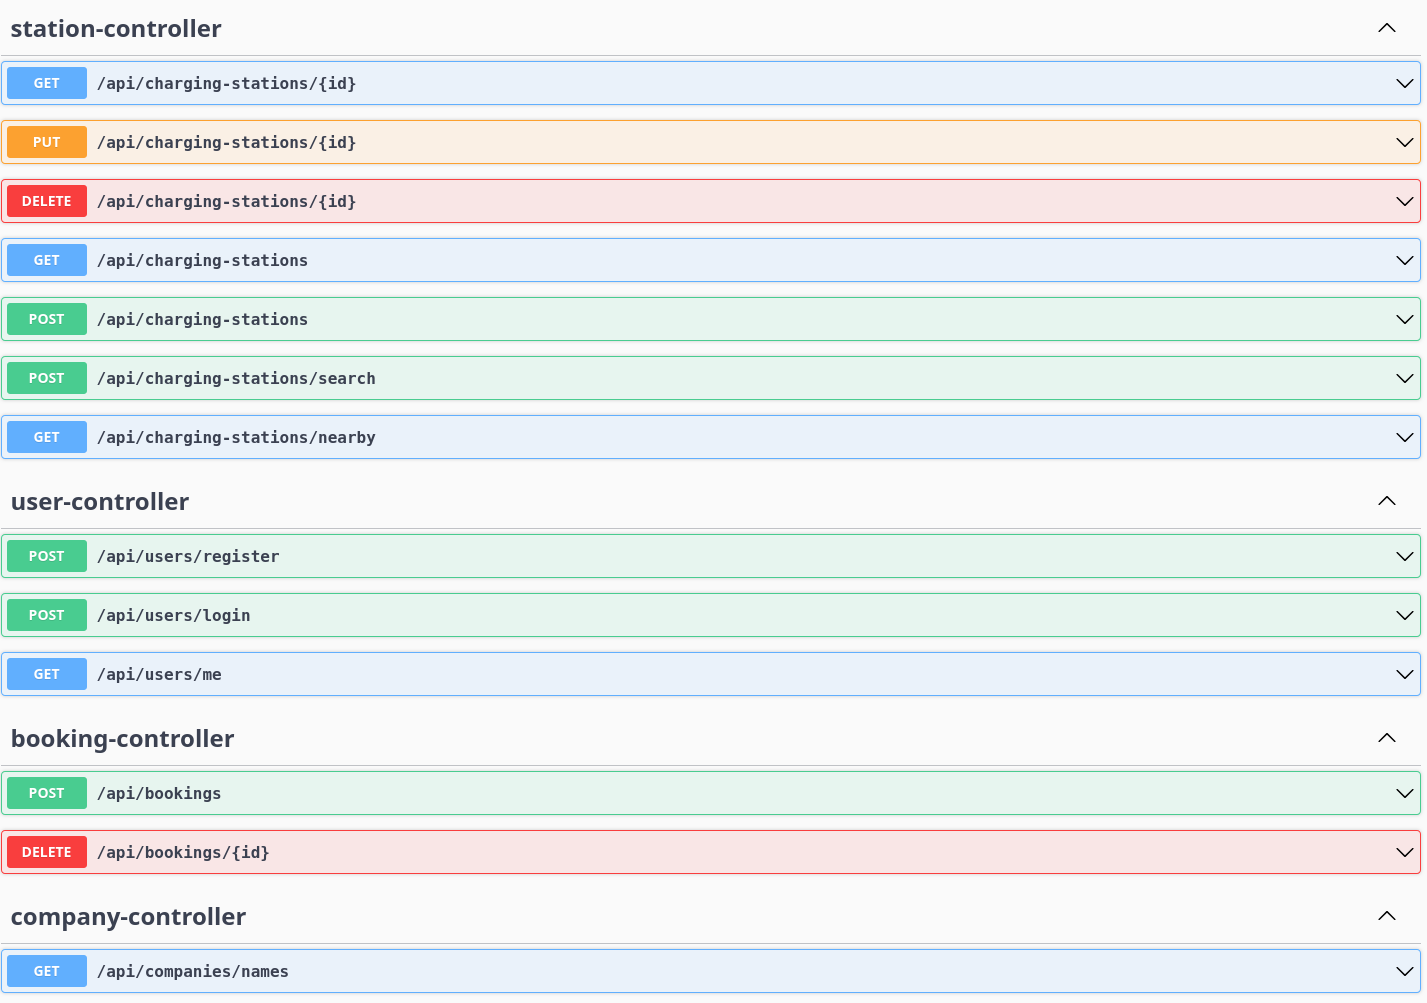 station-controller
GET /api/charging-stations/{id}
PUT /api/charging-stations/{id}
DELETE /api/charging-stations/{id}
GET /api/charging-stations
POST /api/charging-stations
POST /api/charging-stations/search
GET /api/charging-stations/nearby
user-controller
POST /api/users/register
POST /api/users/login
GET /api/users/me
booking-controller
POST /api/bookings
DELETE /api/bookings/{id}
company-controller
GET /api/companies/names